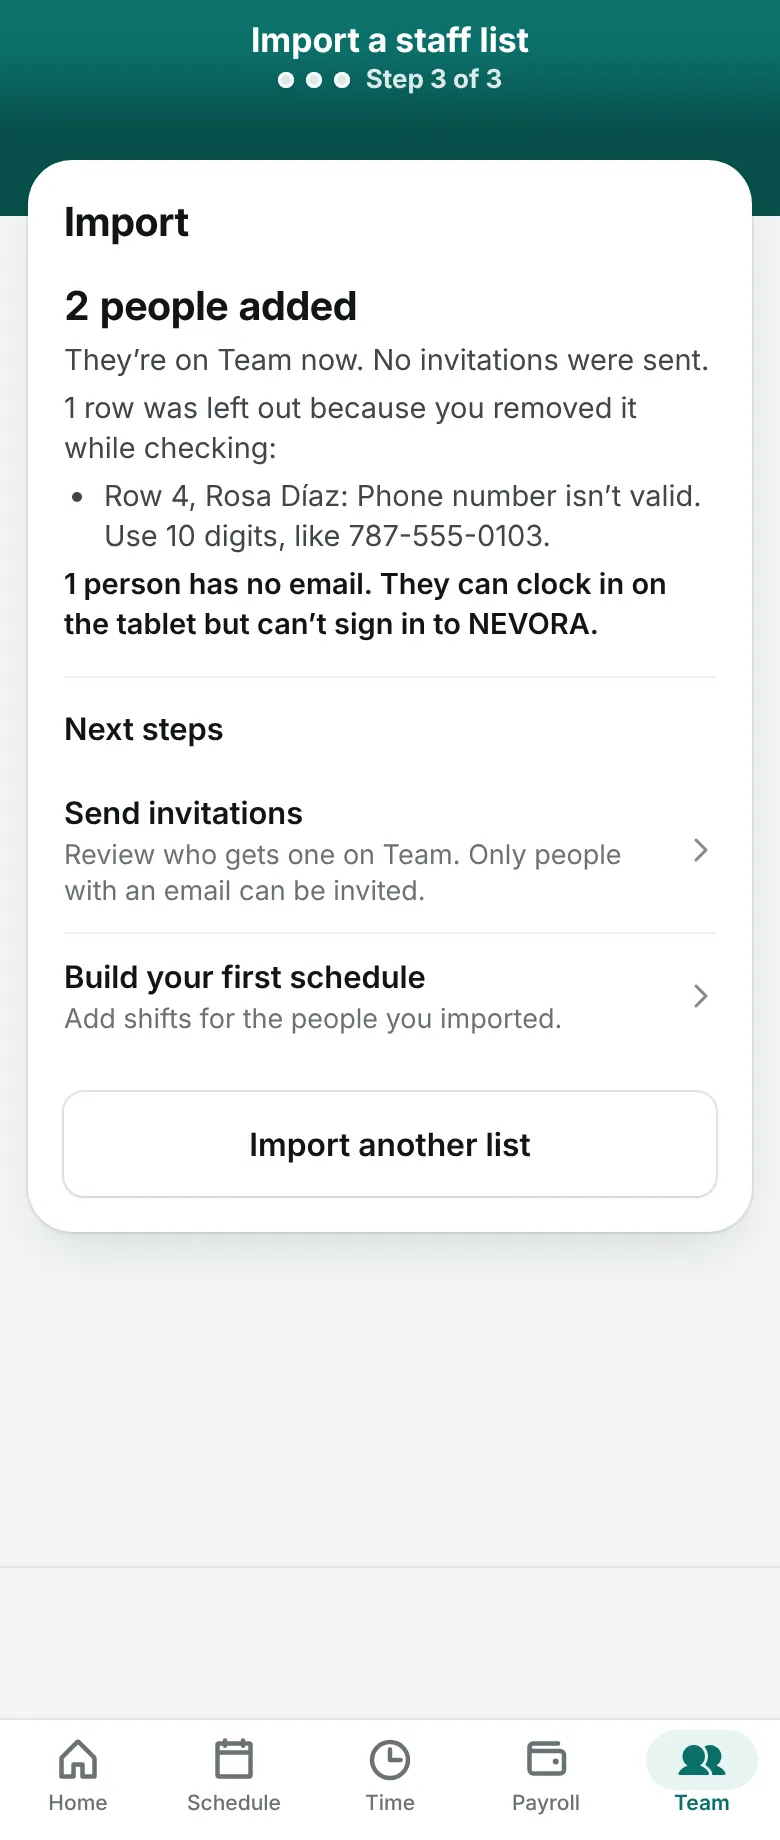 Import a staff list
Step 3 of 3
Import
2 people added
They’re on Team now. No invitations were sent.
1 row was left out because you removed it
while checking:
• Row 4, Rosa Díaz: Phone number isn’t valid.
Use 10 digits, like 787-555-0103.
1 person has no email. They can clock in on
the tablet but can’t sign in to NEVORA.
Next steps
Send invitations
Review who gets one on Team. Only people
with an email can be invited.
Build your first schedule
Add shifts for the people you imported.
Import another list
Home
Schedule
Time
Payroll
Team